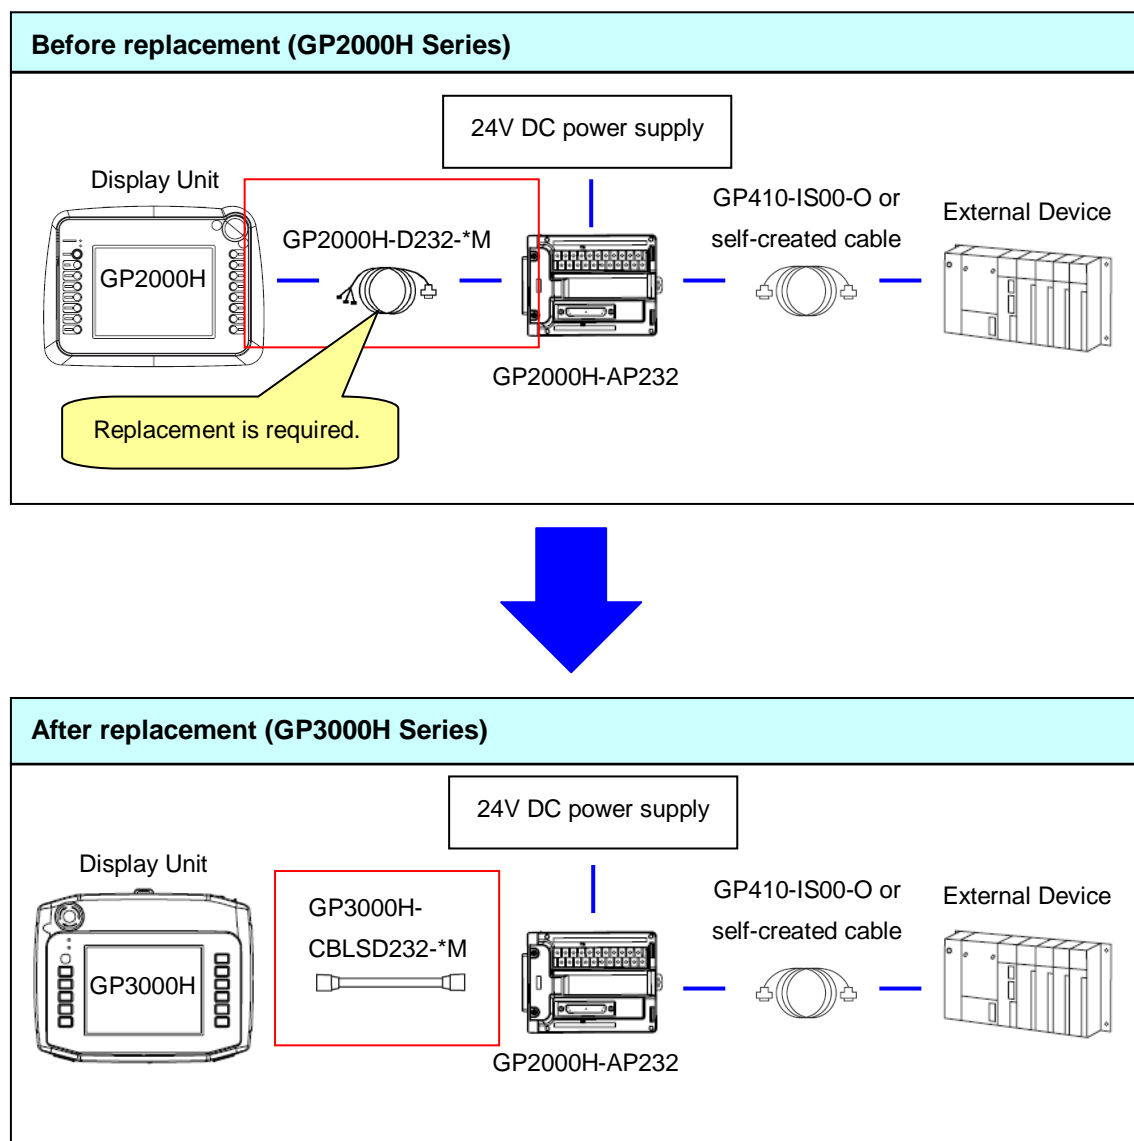 Before replacement (GP2000H Series)
24V DC power supply
Display Unit
GP2000H
GP2000H-D232-*M
GP410-IS00-O or
self-created cable
External Device
GP2000H-AP232
Replacement is required.
After replacement (GP3000H Series)
24V DC power supply
Display Unit
GP3000H
GP3000H-
CBLSD232-*M
GP410-IS00-O or
self-created cable
External Device
GP2000H-AP232